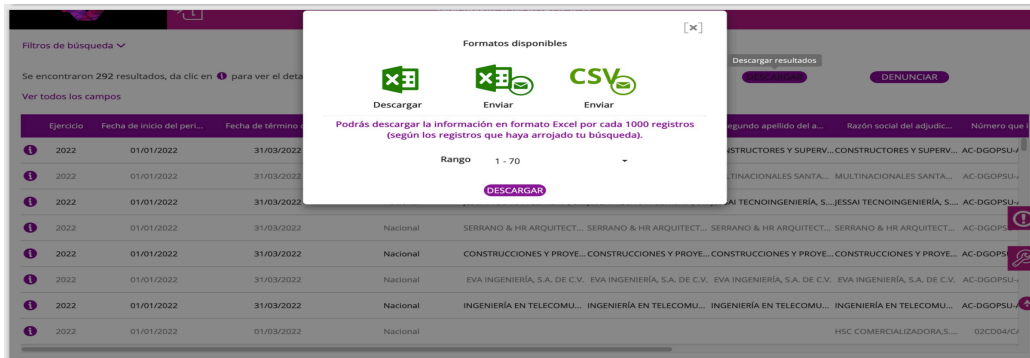 [×]
Formatos disponibles
Filtros de búsqueda
Descargar resultados
Se encontraron 292 resultados, da clic en para ver el deta
DESCARGAR
DENUNCIAR
CSV
Descargar Enviar Enviar
Ver todos los campos
Podrás descargar la información en formato Excel por cada 1000 registros
(según los registros que haya arrojado tu búsqueda).
Rango 1 - 70
DESCARGAR
Ejercicio Fecha de inicio del peri... Fecha de término egundo apellido del a... Razón social del adjudic... Número que i
2022 01/01/2022 31/03/2022 CONSTRUCTORES Y SUPERV... AC-DGOPSU-
2022 01/01/2022 31/03/2022 LTINACIONALES SANTA... MULTINACIONALES SANTA... AC-DGOPSU-
2022 01/01/2022 31/03/2022 Nacional SAI TECNOINGENIERÍA, S... JESSAI TECNOINGENIERÍA, S.... AC-DGOPSU-
2022 01/01/2022 31/03/2022 Nacional SERRANO & HR ARQUITECT... SERRANO & HR ARQUITECT... SERRANO & HR ARQUITECT... SERRANO & HR ARQUITECT... AC-DGOPS
2022 01/01/2022 31/03/2022 Nacional CONSTRUCCIONES Y PROYE... CONSTRUCCIONES Y PROYE... CONSTRUCCIONES Y PROYE... CONSTRUCCIONES Y PROYE... AC-DGOPS
2022 01/01/2022 31/03/2022 Nacional EVA INGENIERÍA, S.A. DE C.V. EVA INGENIERÍA, S.A. DE C.V. EVA INGENIERÍA, S.A. DE C.V. EVA INGENIERÍA, S.A. DE C.V. AC-DGOPSU-
2022 01/01/2022 31/03/2022 Nacional INGENIERÍA EN TELECOMU... INGENIERÍA EN TELECOMU... INGENIERÍA EN TELECOMU... INGENIERÍA EN TELECOMU... AC-DGOPSU-
2022 01/03/2022 01/03/2022 Nacional HSC COMERCIALIZADORA,S.... 02CD04/C